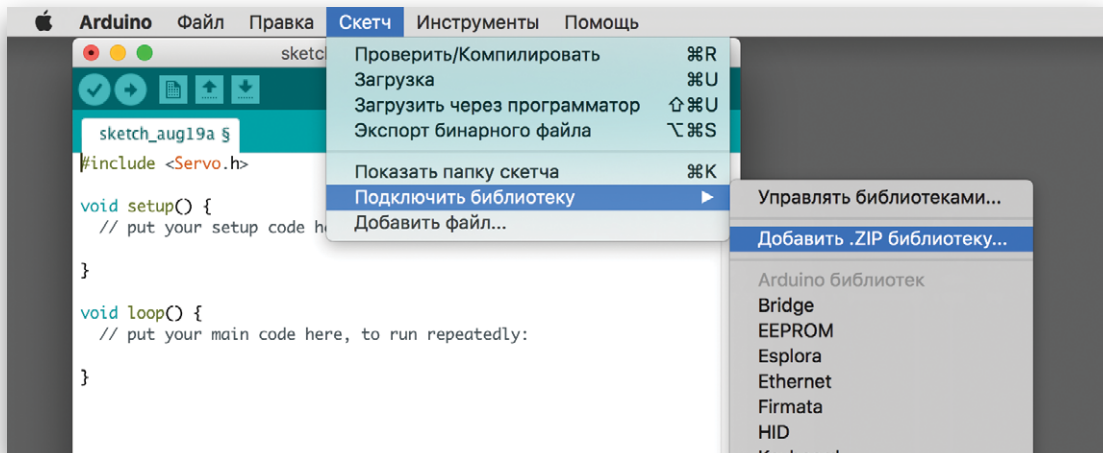 Arduino Файл Правка Скетч Инструменты Помощь
sketc
Проверить/Компилировать ⌘R
Загрузка ⌘U
Загрузить через программатор ⇧⌘U
Экспорт бинарного файла ⌥⌘S
Показать папку скетча ⌘K
Подключить библиотеку ▶
Добавить файл...
Управлять библиотеками...
Добавить .ZIP библиотеку...
Arduino библиотек
Bridge
EEPROM
Esplora
Ethernet
Firmata
HID
sketch_aug19a §
#include <Servo.h>
void setup() {
// put your setup code h
}
void loop() {
// put your main code here, to run repeatedly:
}